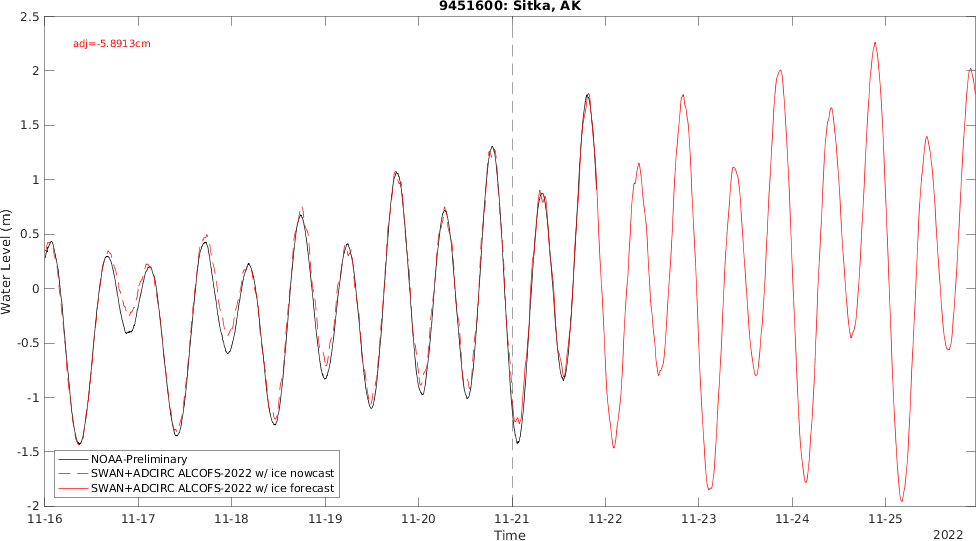 9451600: Sitka, AK
adj=-5.8913cm
Water Level (m)
2.5
2
1.5
1
0.5
0
-0.5
-1
-1.5
-2
NOAA-Preliminary
SWAN+ADCIRC ALCOFS-2022 w/ ice nowcast
SWAN+ADCIRC ALCOFS-2022 w/ ice forecast
11-16 11-17 11-18 11-19 11-20 11-21 11-22 11-23 11-24 11-25
Time
2022